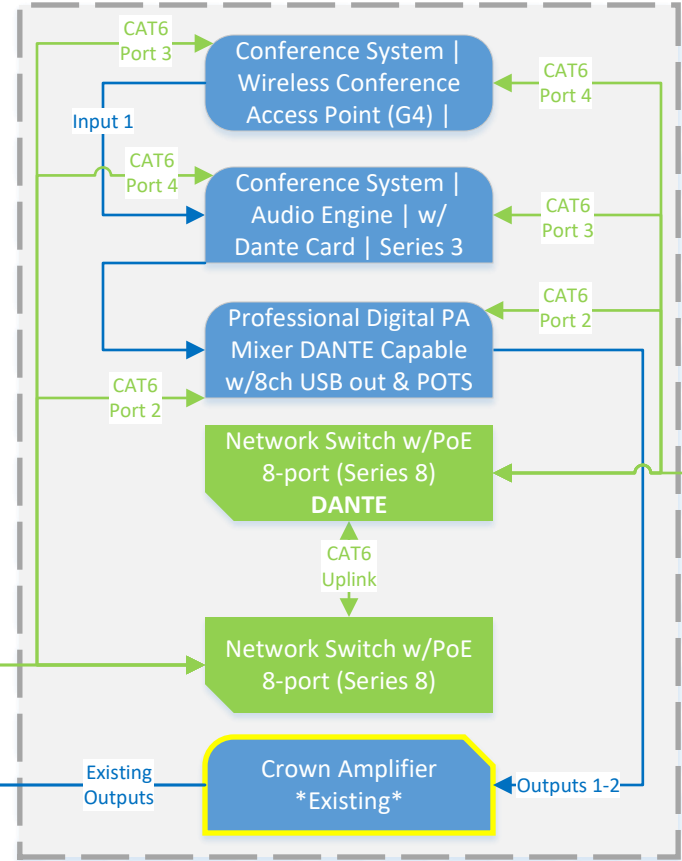 CAT6
Port 3
Conference System |
Wireless Conference
Access Point (G4) |
CAT6
Port 4
Input 1
CAT6
Port 4
Conference System |
Audio Engine | w/
Dante Card | Series 3
CAT6
Port 3
CAT6
Port 2
Professional Digital PA
Mixer DANTE Capable
w/8ch USB out & POTS
CAT6
Port 2
Network Switch w/PoE
8-port (Series 8)
DANTE
CAT6
Uplink
Network Switch w/PoE
8-port (Series 8)
Existing
Outputs
Crown Amplifier
*Existing*
Outputs 1-2